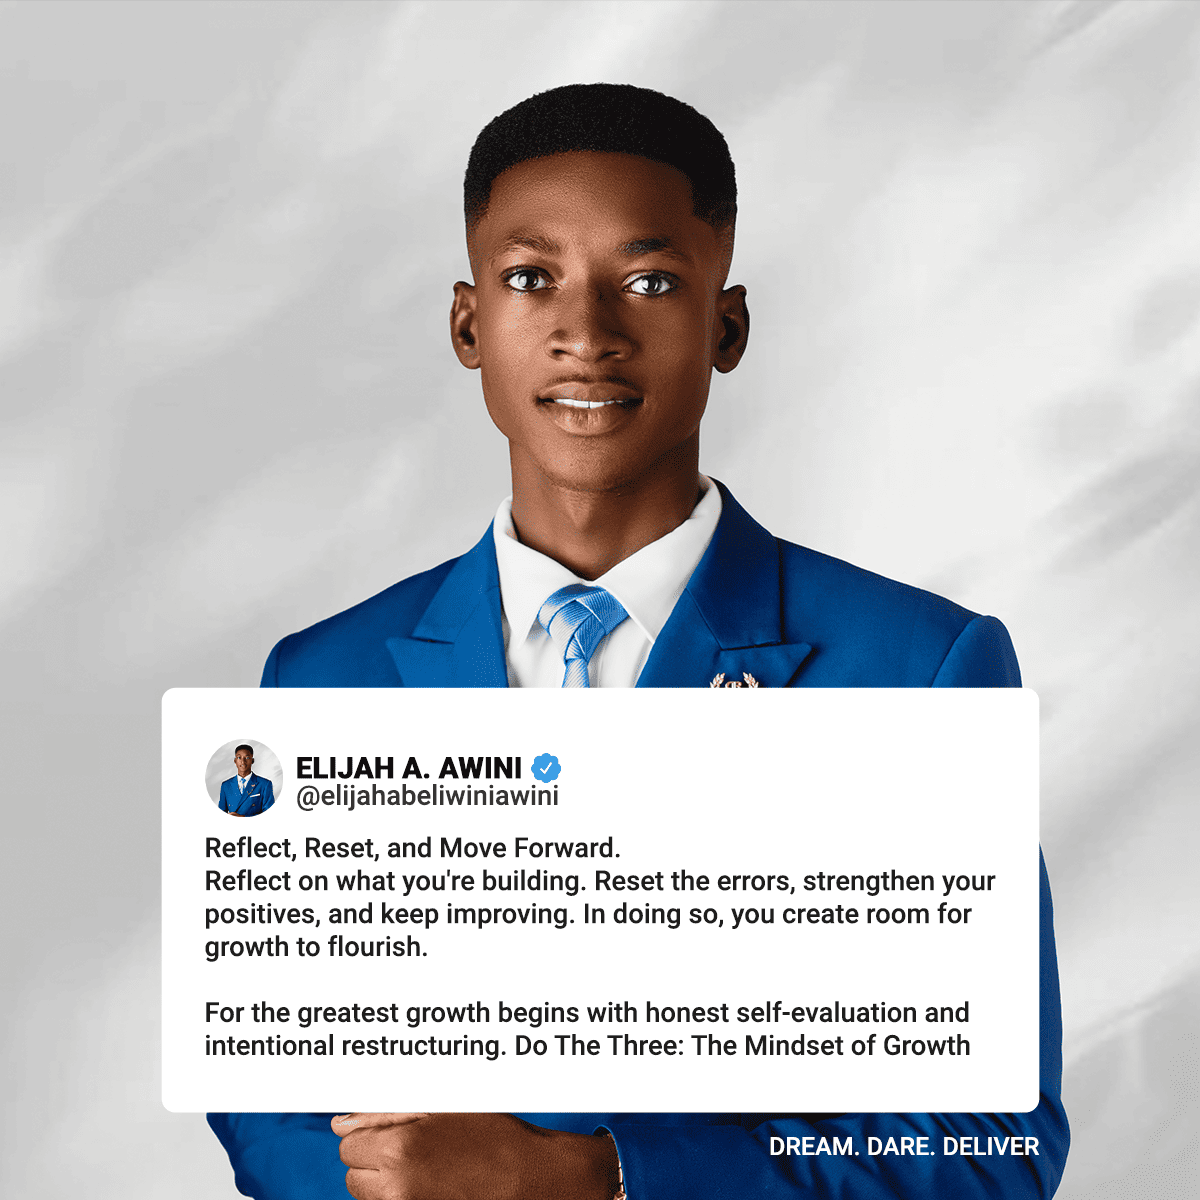 ELIJAH A. AWINI
@elijahabeliwiniawini
Reflect, Reset, and Move Forward.
Reflect on what you're building. Reset the errors, strengthen your
positives, and keep improving. In doing so, you create room for
growth to flourish.
For the greatest growth begins with honest self-evaluation and
intentional restructuring. Do The Three: The Mindset of Growth
DREAM. DARE. DELIVER